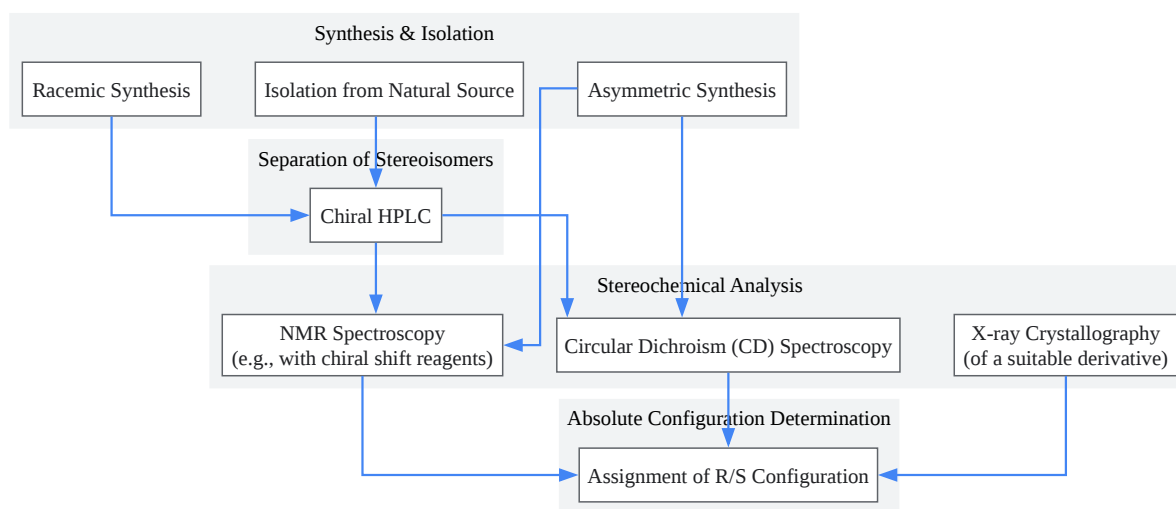 Synthesis & Isolation
Racemic Synthesis
Isolation from Natural Source
Asymmetric Synthesis
Separation of Stereoisomers
Chiral HPLC
Stereochemical Analysis
NMR Spectroscopy
(e.g., with chiral shift reagents)
Circular Dichroism (CD) Spectroscopy
X-ray Crystallography
(of a suitable derivative)
Absolute Configuration Determination
Assignment of R/S Configuration